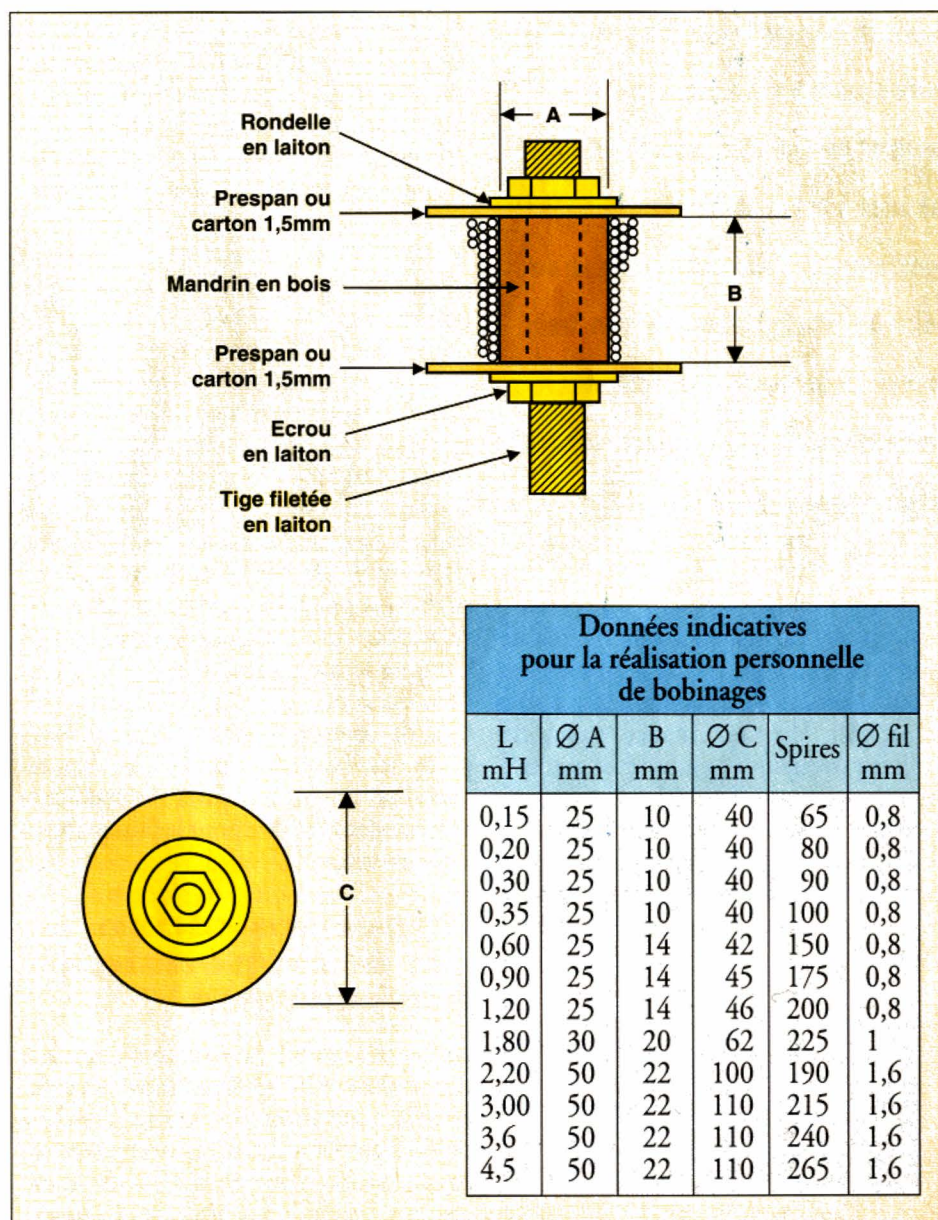 A
Rondelle
en laiton
Prespan ou
carton 1,5mm
Mandrin en bois
B
Prespan ou
carton 1,5mm
Ecrou
en laiton
Tige filetée
en laiton
C
Données indicatives
pour la réalisation personnelle
de bobinages
L Ø A B Ø C Spires Ø fil
mH mm mm mm mm
0,15 25 10 40 65 0,8
0,20 25 10 40 80 0,8
0,30 25 10 40 90 0,8
0,35 25 10 40 100 0,8
0,60 25 14 42 150 0,8
0,90 25 14 45 175 0,8
1,20 25 14 46 200 0,8
1,80 30 20 62 225 1
2,20 50 22 100 190 1,6
3,00 50 22 110 215 1,6
3,6 50 22 110 240 1,6
4,5 50 22 110 265 1,6